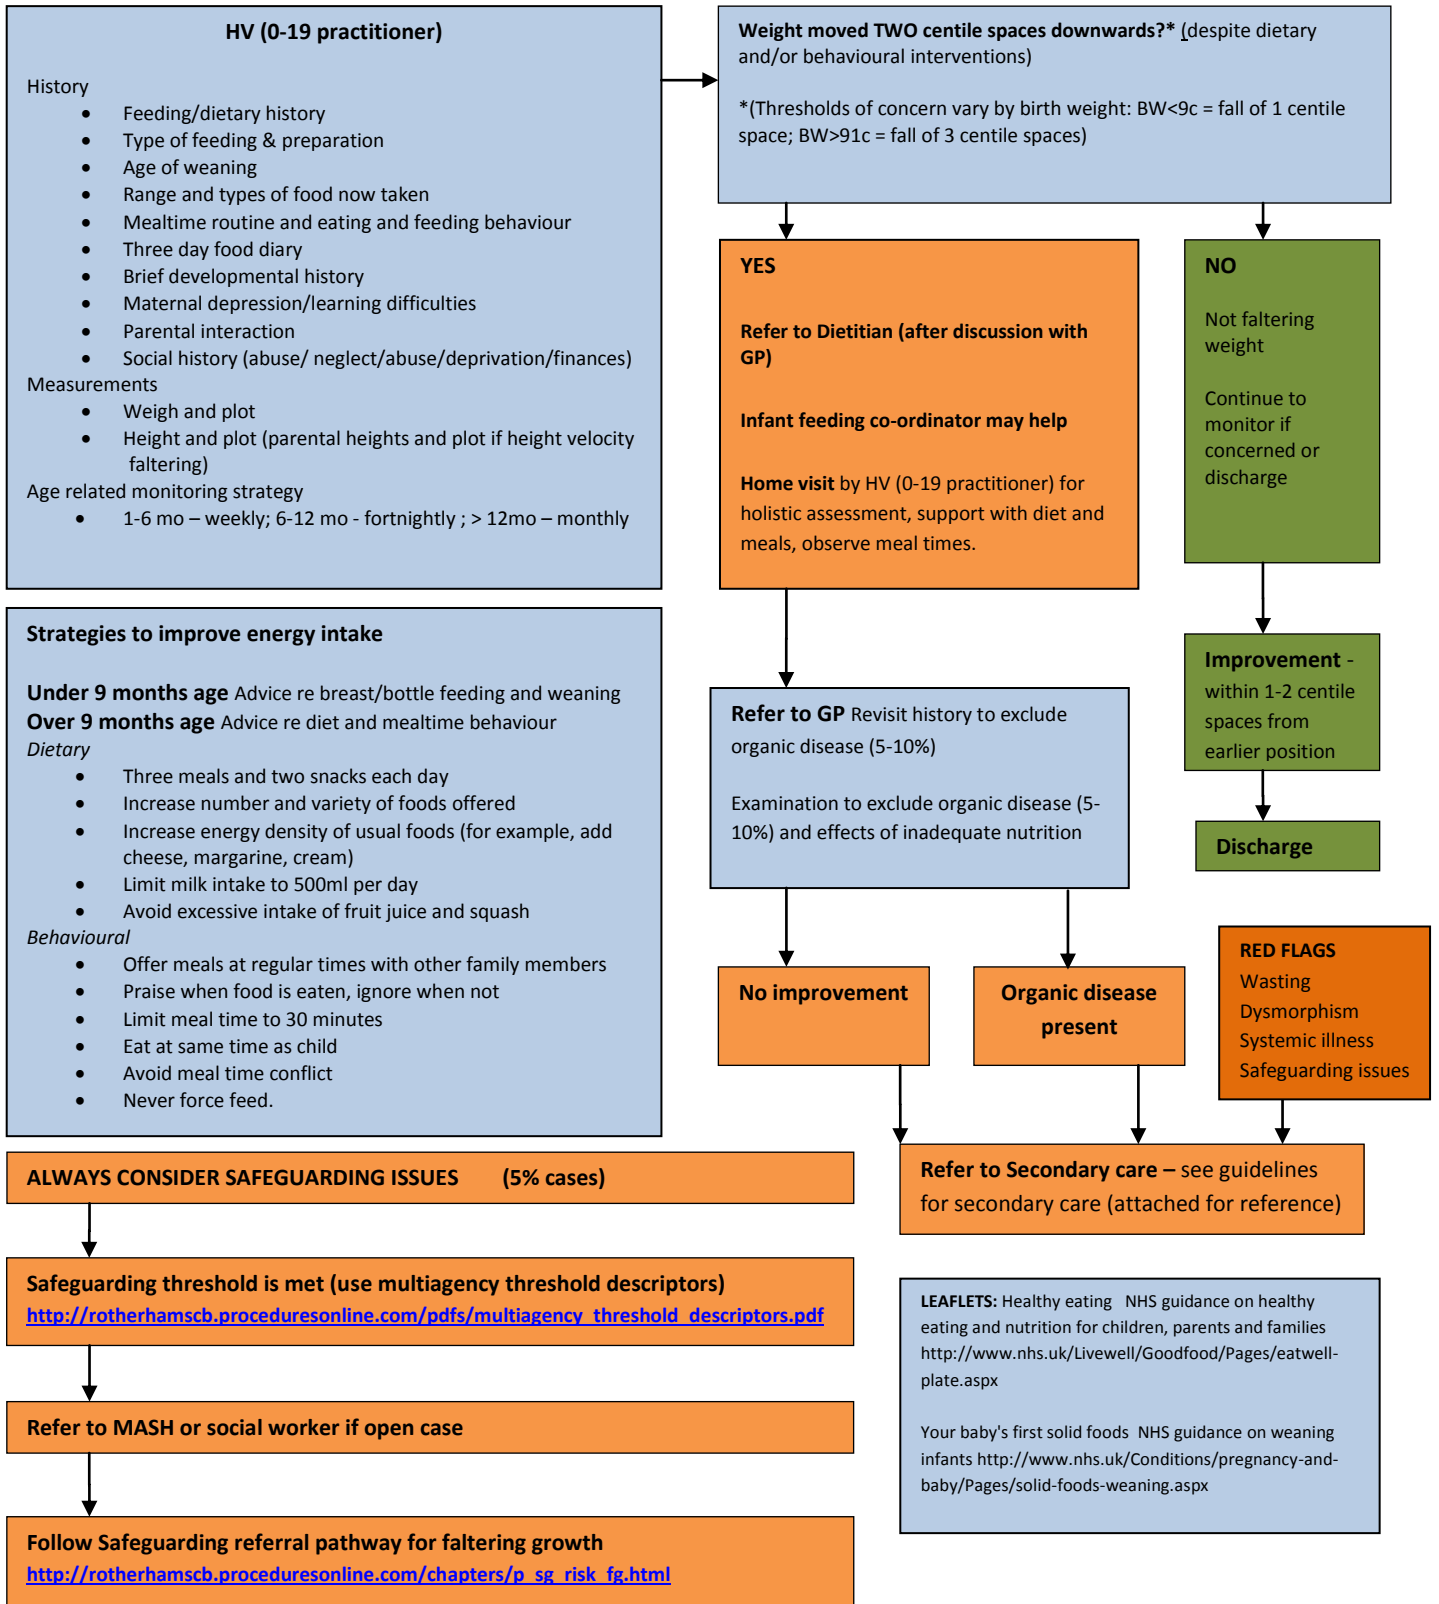 HV (0-19 practitioner)
History
• Feeding/dietary history
• Type of feeding & preparation
• Age of weaning
• Range and types of food now taken
• Mealtime routine and eating and feeding behaviour
• Three day food diary
• Brief developmental history
• Maternal depression/learning difficulties
• Parental interaction
• Social history (abuse/ neglect/abuse/deprivation/finances)
Measurements
• Weigh and plot
• Height and plot (parental heights and plot if height velocity
faltering)
Age related monitoring strategy
• 1-6 mo – weekly; 6-12 mo - fortnightly ; > 12mo – monthly
Weight moved TWO centile spaces downwards?* (despite dietary
and/or behavioural interventions)
*(Thresholds of concern vary by birth weight: BW<9c = fall of 1 centile
space; BW>91c = fall of 3 centile spaces)
YES
Refer to Dietitian (after discussion with
GP)
Infant feeding co-ordinator may help
Home visit by HV (0-19 practitioner) for
holistic assessment, support with diet and
meals, observe meal times.
NO
Not faltering
weight
Continue to
monitor if
concerned or
discharge
Strategies to improve energy intake
Under 9 months age Advice re breast/bottle feeding and weaning
Over 9 months age Advice re diet and mealtime behaviour
Dietary
• Three meals and two snacks each day
• Increase number and variety of foods offered
• Increase energy density of usual foods (for example, add
cheese, margarine, cream)
• Limit milk intake to 500ml per day
• Avoid excessive intake of fruit juice and squash
Behavioural
• Offer meals at regular times with other family members
• Praise when food is eaten, ignore when not
• Limit meal time to 30 minutes
• Eat at same time as child
• Avoid meal time conflict
• Never force feed.
Refer to GP Revisit history to exclude
organic disease (5-10%)
Examination to exclude organic disease (5-
10%) and effects of inadequate nutrition
Improvement -
within 1-2 centile
spaces from
earlier position
Discharge
No improvement
Organic disease
present
RED FLAGS
Wasting
Dysmorphism
Systemic illness
Safeguarding issues
Refer to Secondary care – see guidelines
for secondary care (attached for reference)
ALWAYS CONSIDER SAFEGUARDING ISSUES (5% cases)
Safeguarding threshold is met (use multiagency threshold descriptors)
http://rotherhamscb.proceduresonline.com/pdfs/multiagency_threshold_descriptors.pdf
Refer to MASH or social worker if open case
Follow Safeguarding referral pathway for faltering growth
http://rotherhamscb.proceduresonline.com/chapters/p_sg_risk_fg.html
LEAFLETS: Healthy eating NHS guidance on healthy
eating and nutrition for children, parents and families
http://www.nhs.uk/Livewell/Goodfood/Pages/eatwell-
plate.aspx
Your baby's first solid foods NHS guidance on weaning
infants http://www.nhs.uk/Conditions/pregnancy-and-
baby/Pages/solid-foods-weaning.aspx